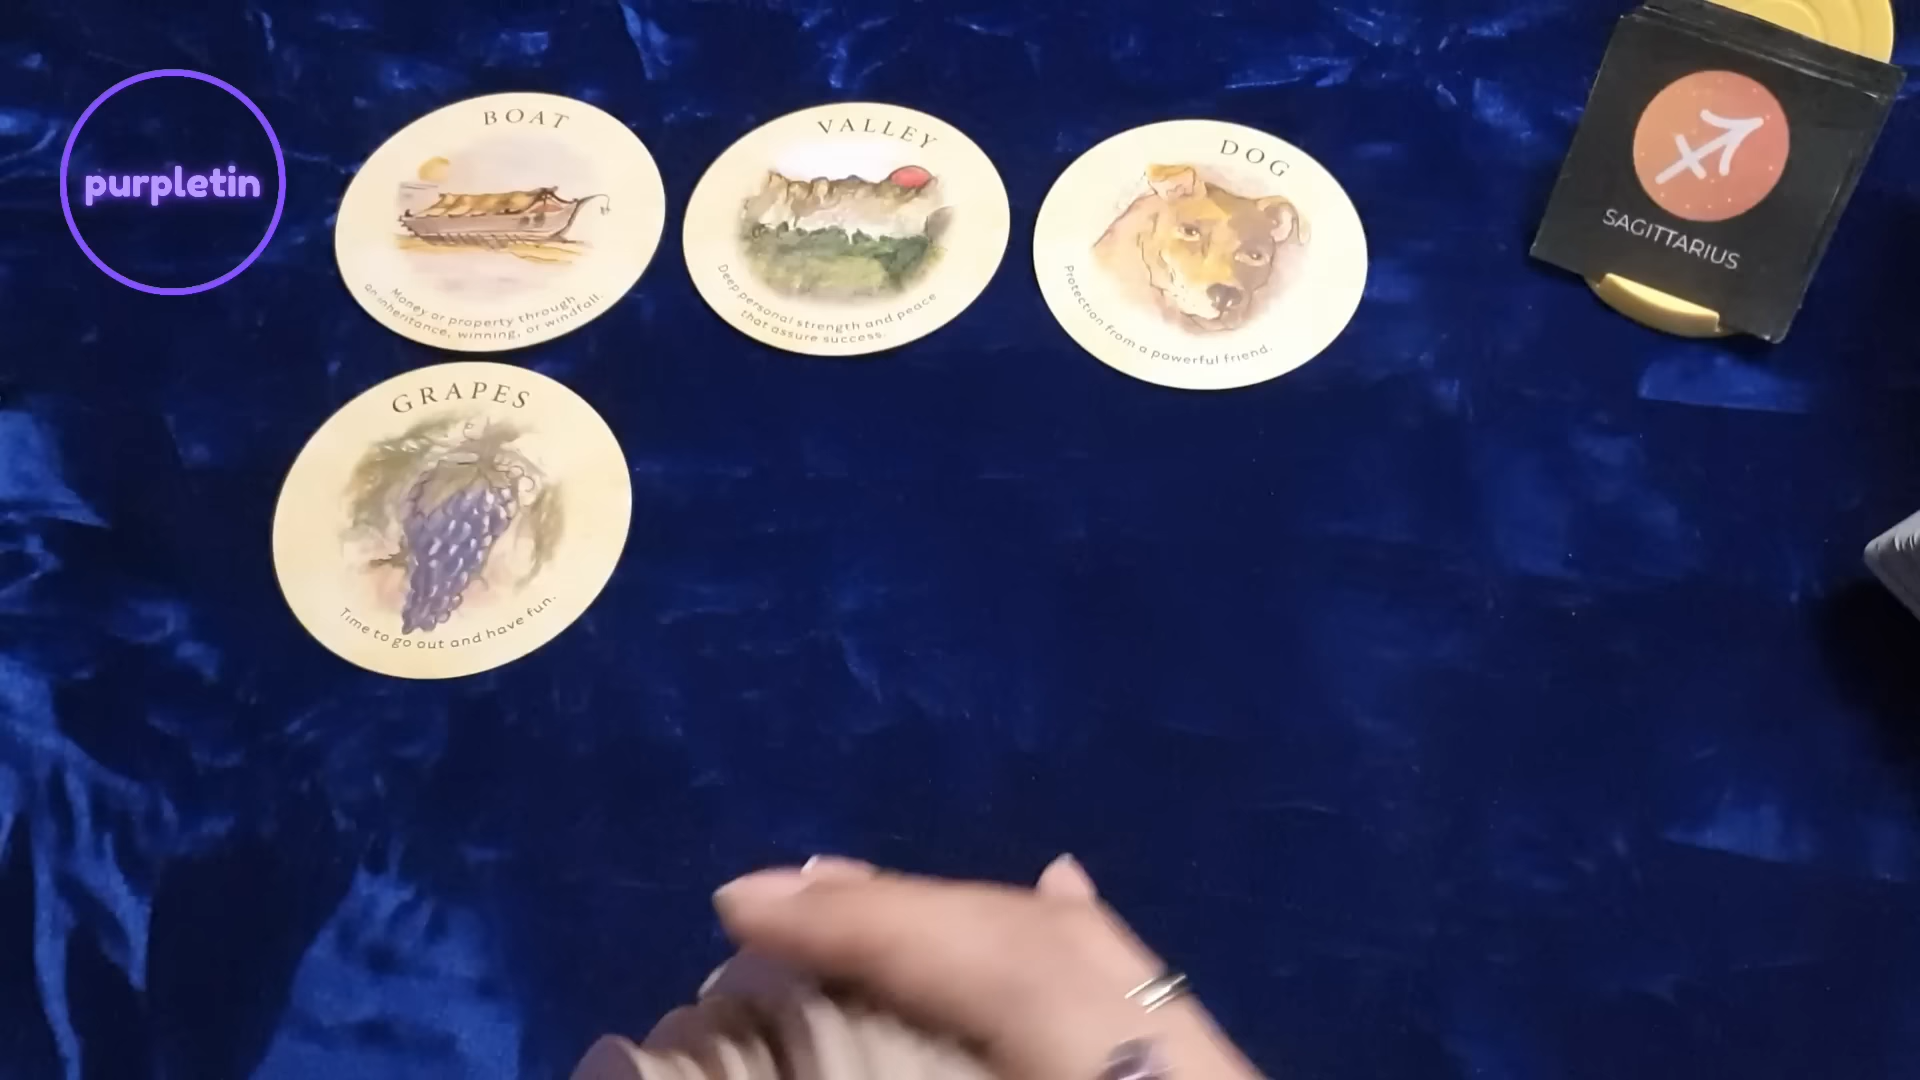 purpletin
BOAT
Money or property through
an inheritance, winning, or windfall.
VALLEY
Deep personal strength and peace
that assure success.
DOG
Protection from a powerful friend.
SAGITTARIUS
GRAPES
Time to go out and have fun.